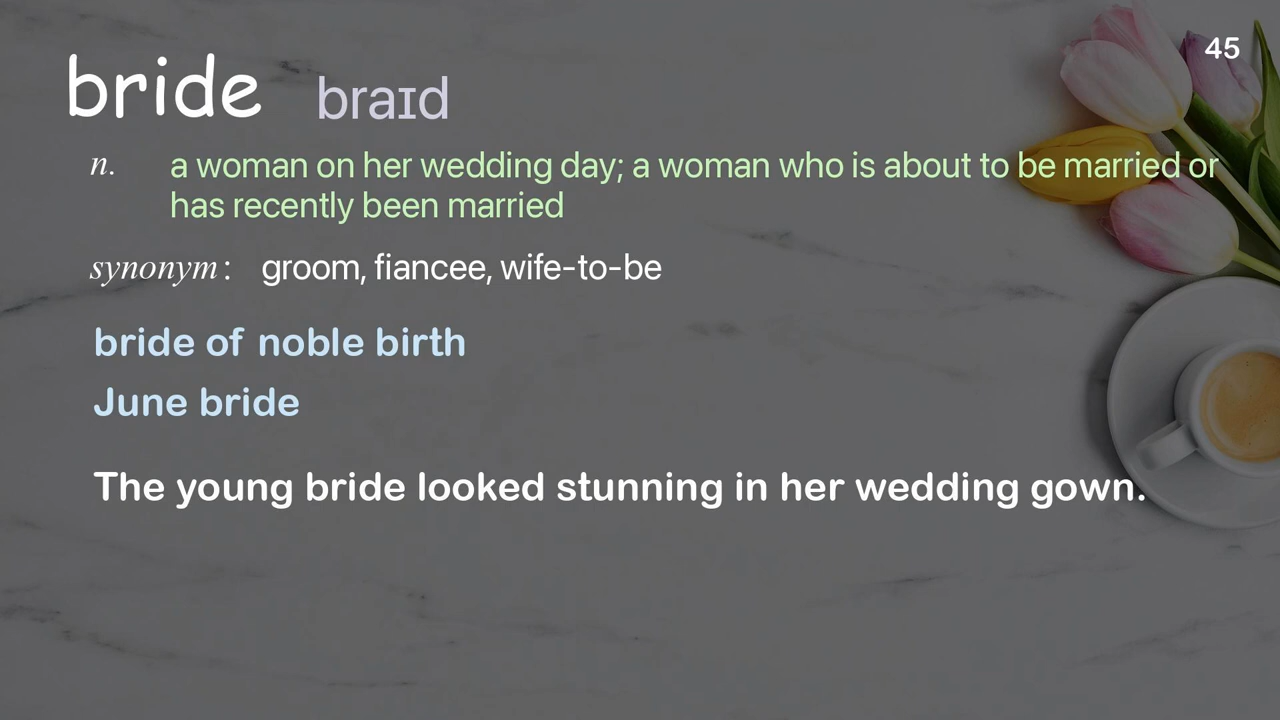 45
bride braɪd
n. a woman on her wedding day; a woman who is about to be married or
has recently been married
synonym: groom, fiancee, wife-to-be
bride of noble birth
June bride
The young bride looked stunning in her wedding gown.